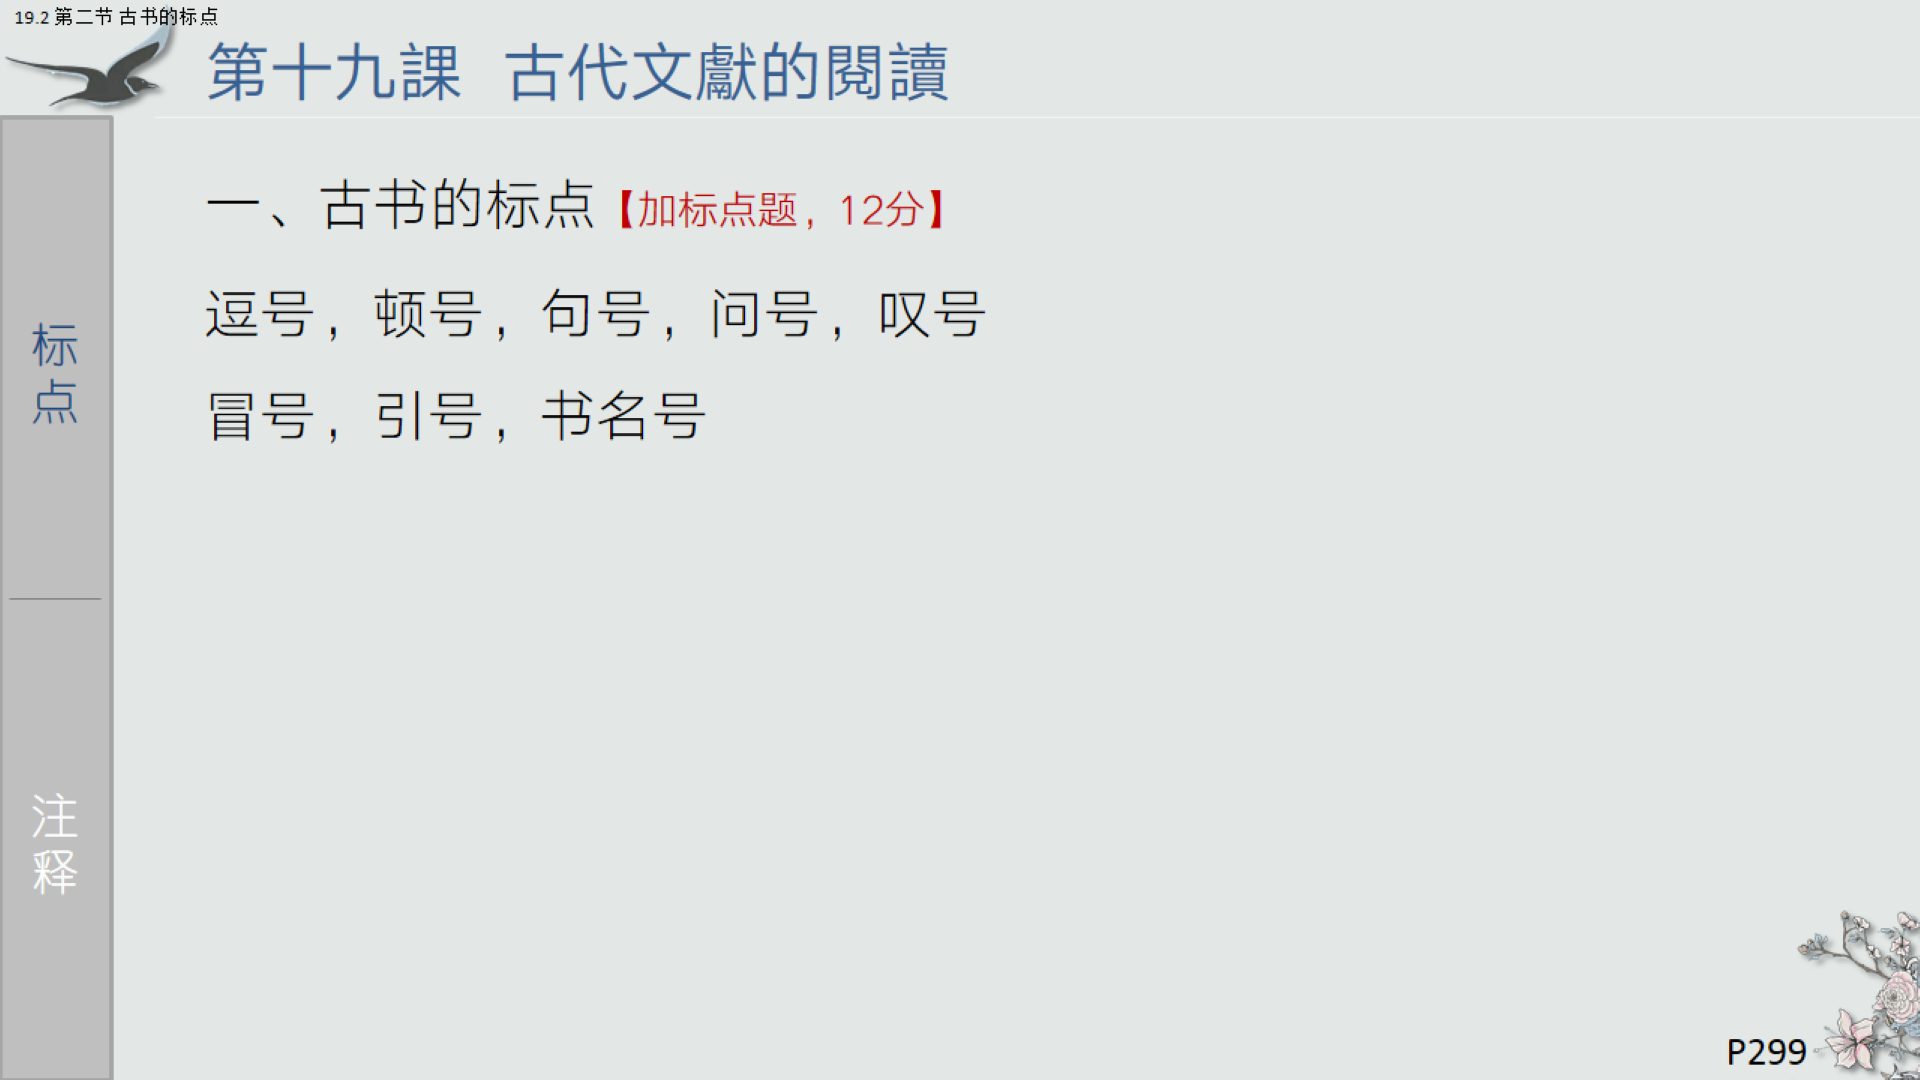 19.2 第二节 古书的标点
第十九課 古代文獻的閱讀
标
点
注
释
一、古书的标点【加标点题，12分】
逗号，顿号，句号，问号，叹号
冒号，引号，书名号
P299